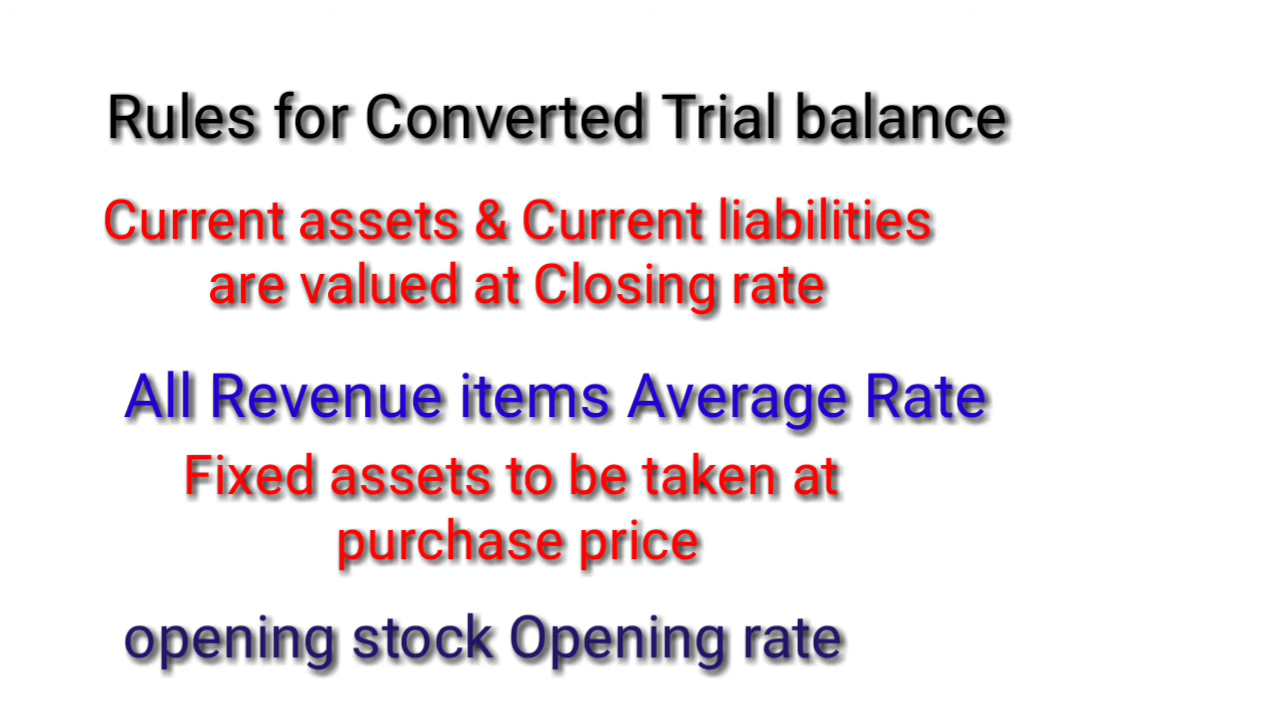 Rules for Converted Trial balance
Current assets & Current liabilities
are valued at Closing rate
All Revenue items Average Rate
Fixed assets to be taken at
purchase price
opening stock Opening rate